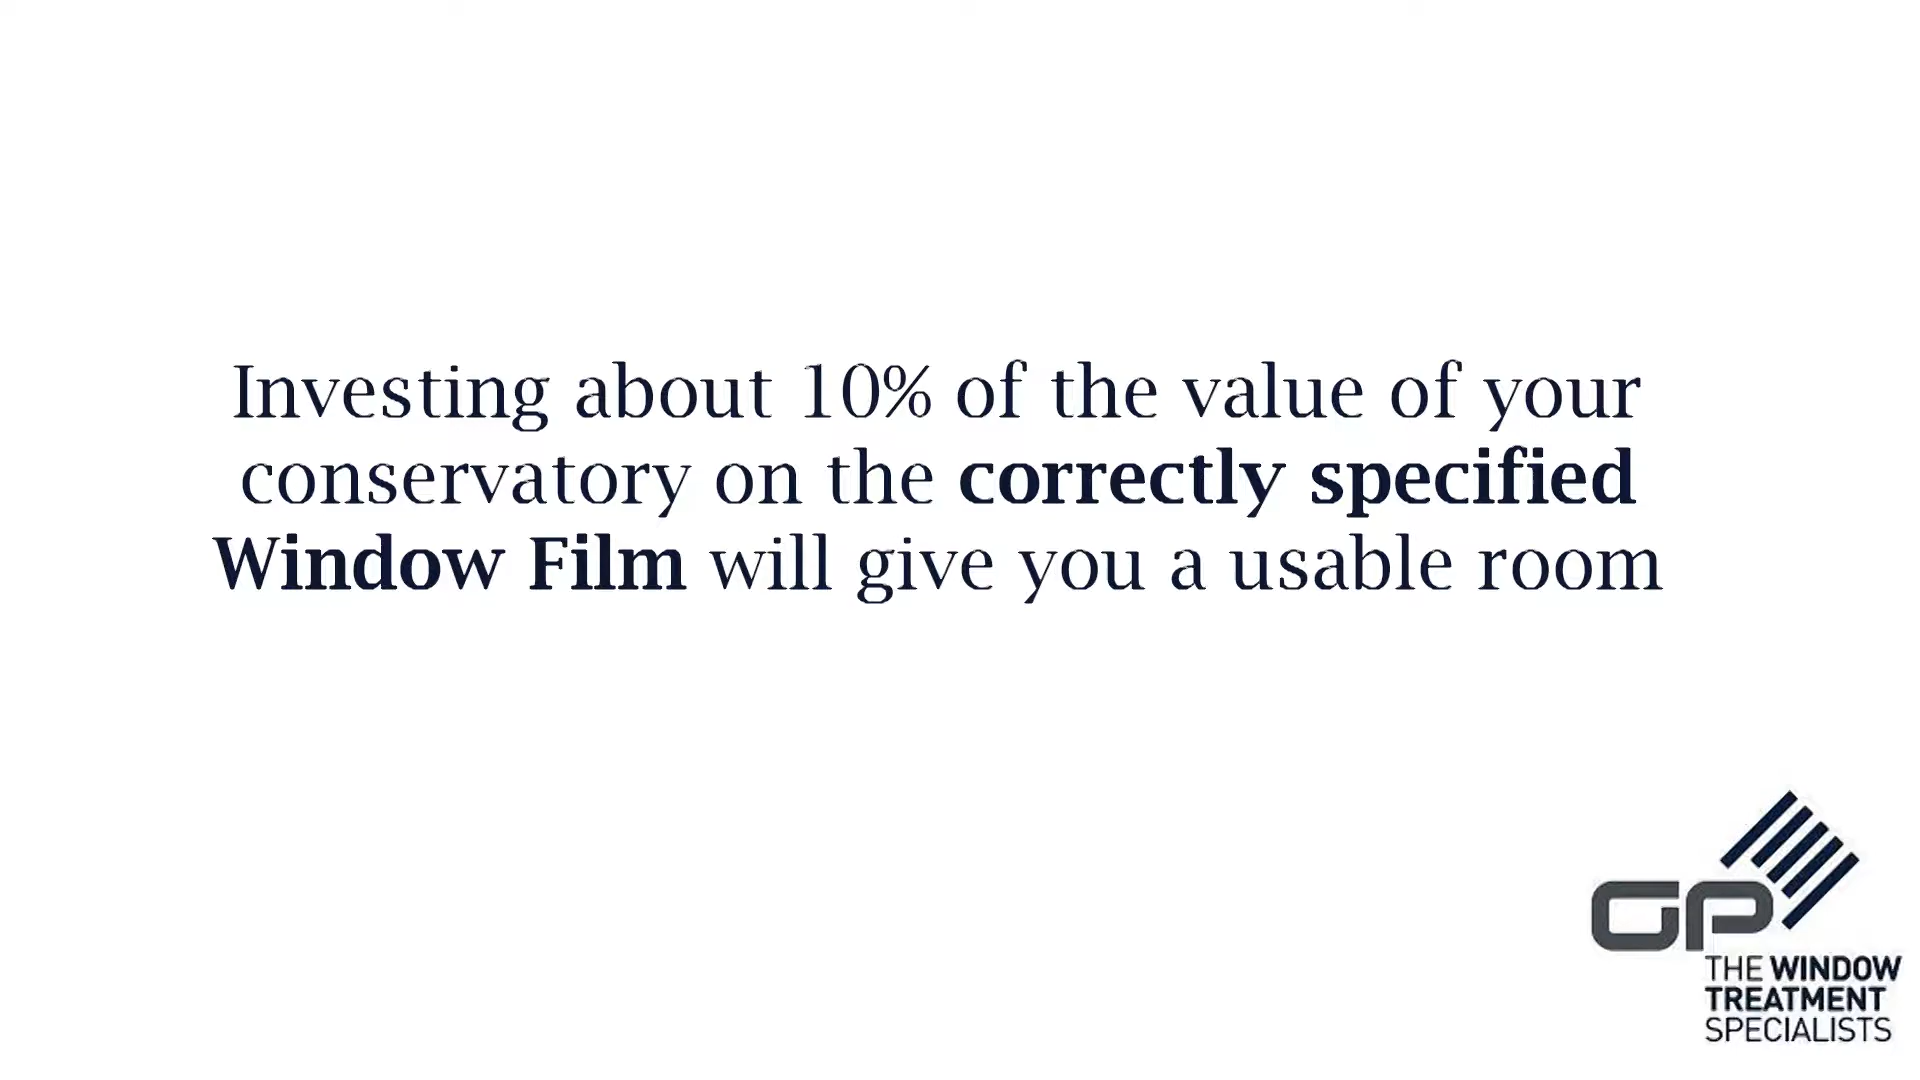 Investing about 10% of the value of your
conservatory on the correctly specified
Window Film will give you a usable room
GP
THE WINDOW
TREATMENT
SPECIALISTS